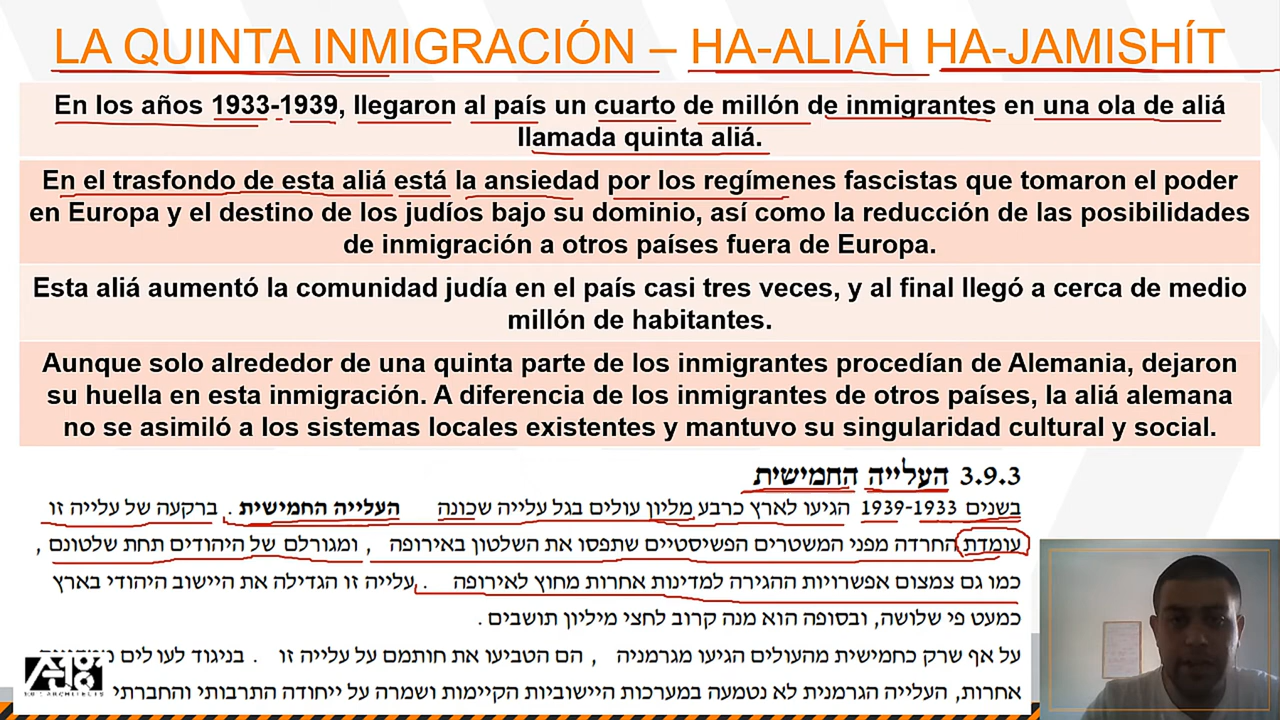 LA QUINTA INMIGRACIÓN – HA-ALIÁH HA-JAMISHÍT
En los años 1933-1939, llegaron al país un cuarto de millón de inmigrantes en una ola de aliá
llamada quinta aliá.
En el trasfondo de esta aliá está la ansiedad por los regímenes fascistas que tomaron el poder
en Europa y el destino de los judíos bajo su dominio, así como la reducción de las posibilidades
de inmigración a otros países fuera de Europa.
Esta aliá aumentó la comunidad judía en el país casi tres veces, y al final llegó a cerca de medio
millón de habitantes.
Aunque solo alrededor de una quinta parte de los inmigrantes procedían de Alemania, dejaron
su huella en esta inmigración. A diferencia de los inmigrantes de otros países, la aliá alemana
no se asimiló a los sistemas locales existentes y mantuvo su singularidad cultural y social.
3.9.3 העלייה החמישית
בשנים 1939-1933 הגיעו לארץ כרבע מליון עולים בגל עלייה שכונה העלייה החמישית . ברקעה של עלייה זו
עומדת החרדה מפני המשטרים הפשיסטיים שתפסו את השלטון באירופה , ומגורלם של היהודים תחת שלטונם ,
כמו גם צמצום אפשרויות ההגירה למדינות אחרות מחוץ לאירופה . עלייה זו הגדילה את היישוב היהודי בארץ
כמעט פי שלושה, ובסופה הוא מנה קרוב לחצי מיליון תושבים .
על אף שרק כחמישית מהעולים הגיעו מגרמניה , הם הטביעו את חותמם על עלייה זו . בניגוד לעולים
אחרות, העלייה הגרמנית לא נטמעה במערכות היישוביות הקיימות ושמרה על ייחודה התרבותי והחברתי